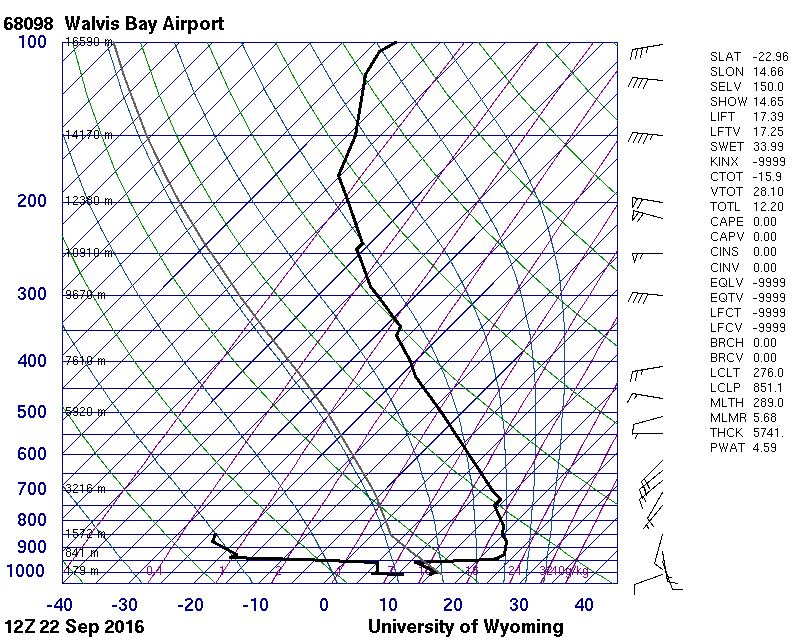 68098 Walvis Bay Airport
100 16590 m
14170 m
200 12380 m
10910 m
300 9670 m
400 7610 m
500 5920 m
600
700 3216 m
800
1572 m
900
841 m
1000 179 m
0.4 1 2 4 7 10 16 24 32 40g/kg
-40 -30 -20 -10 0 10 20 30 40
12Z 22 Sep 2016 University of Wyoming
SLAT -22.96
SLON 14.66
SELV 150.0
SHOW 14.65
LIFT 17.39
LFTV 17.25
SWET 33.99
KINX -9999
CTOT -15.9
VTOT 28.10
TOTL 12.20
CAPE 0.00
CAPV 0.00
CINS 0.00
CINV 0.00
EQLV -9999
EQTV -9999
LFCT -9999
LFCV -9999
BRCH 0.00
BRCV 0.00
LCLT 276.0
LCLP 851.1
MLTH 289.0
MLMR 5.68
THCK 5741.
PWAT 4.59